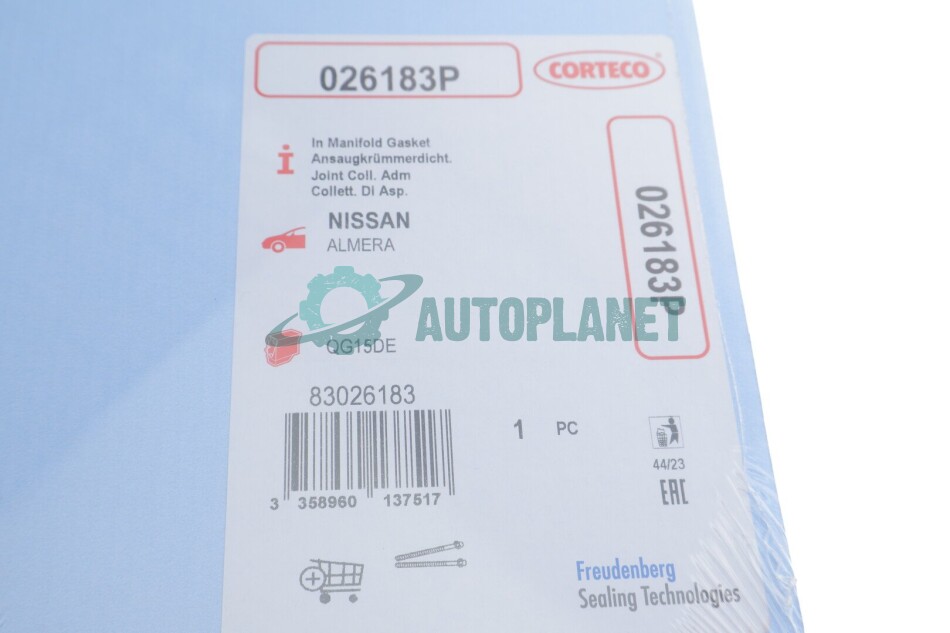 026183P
CORTECO
In Manifold Gasket
Ansaugkrümmerdicht.
Joint Coll. Adm
Collett. Di Asp.
026183P
NISSAN
ALMERA
AUTOPLANET
QG15DE
83026183
1 PC
3 358960 137517
44/23
EAC
Freudenberg
Sealing Technologies